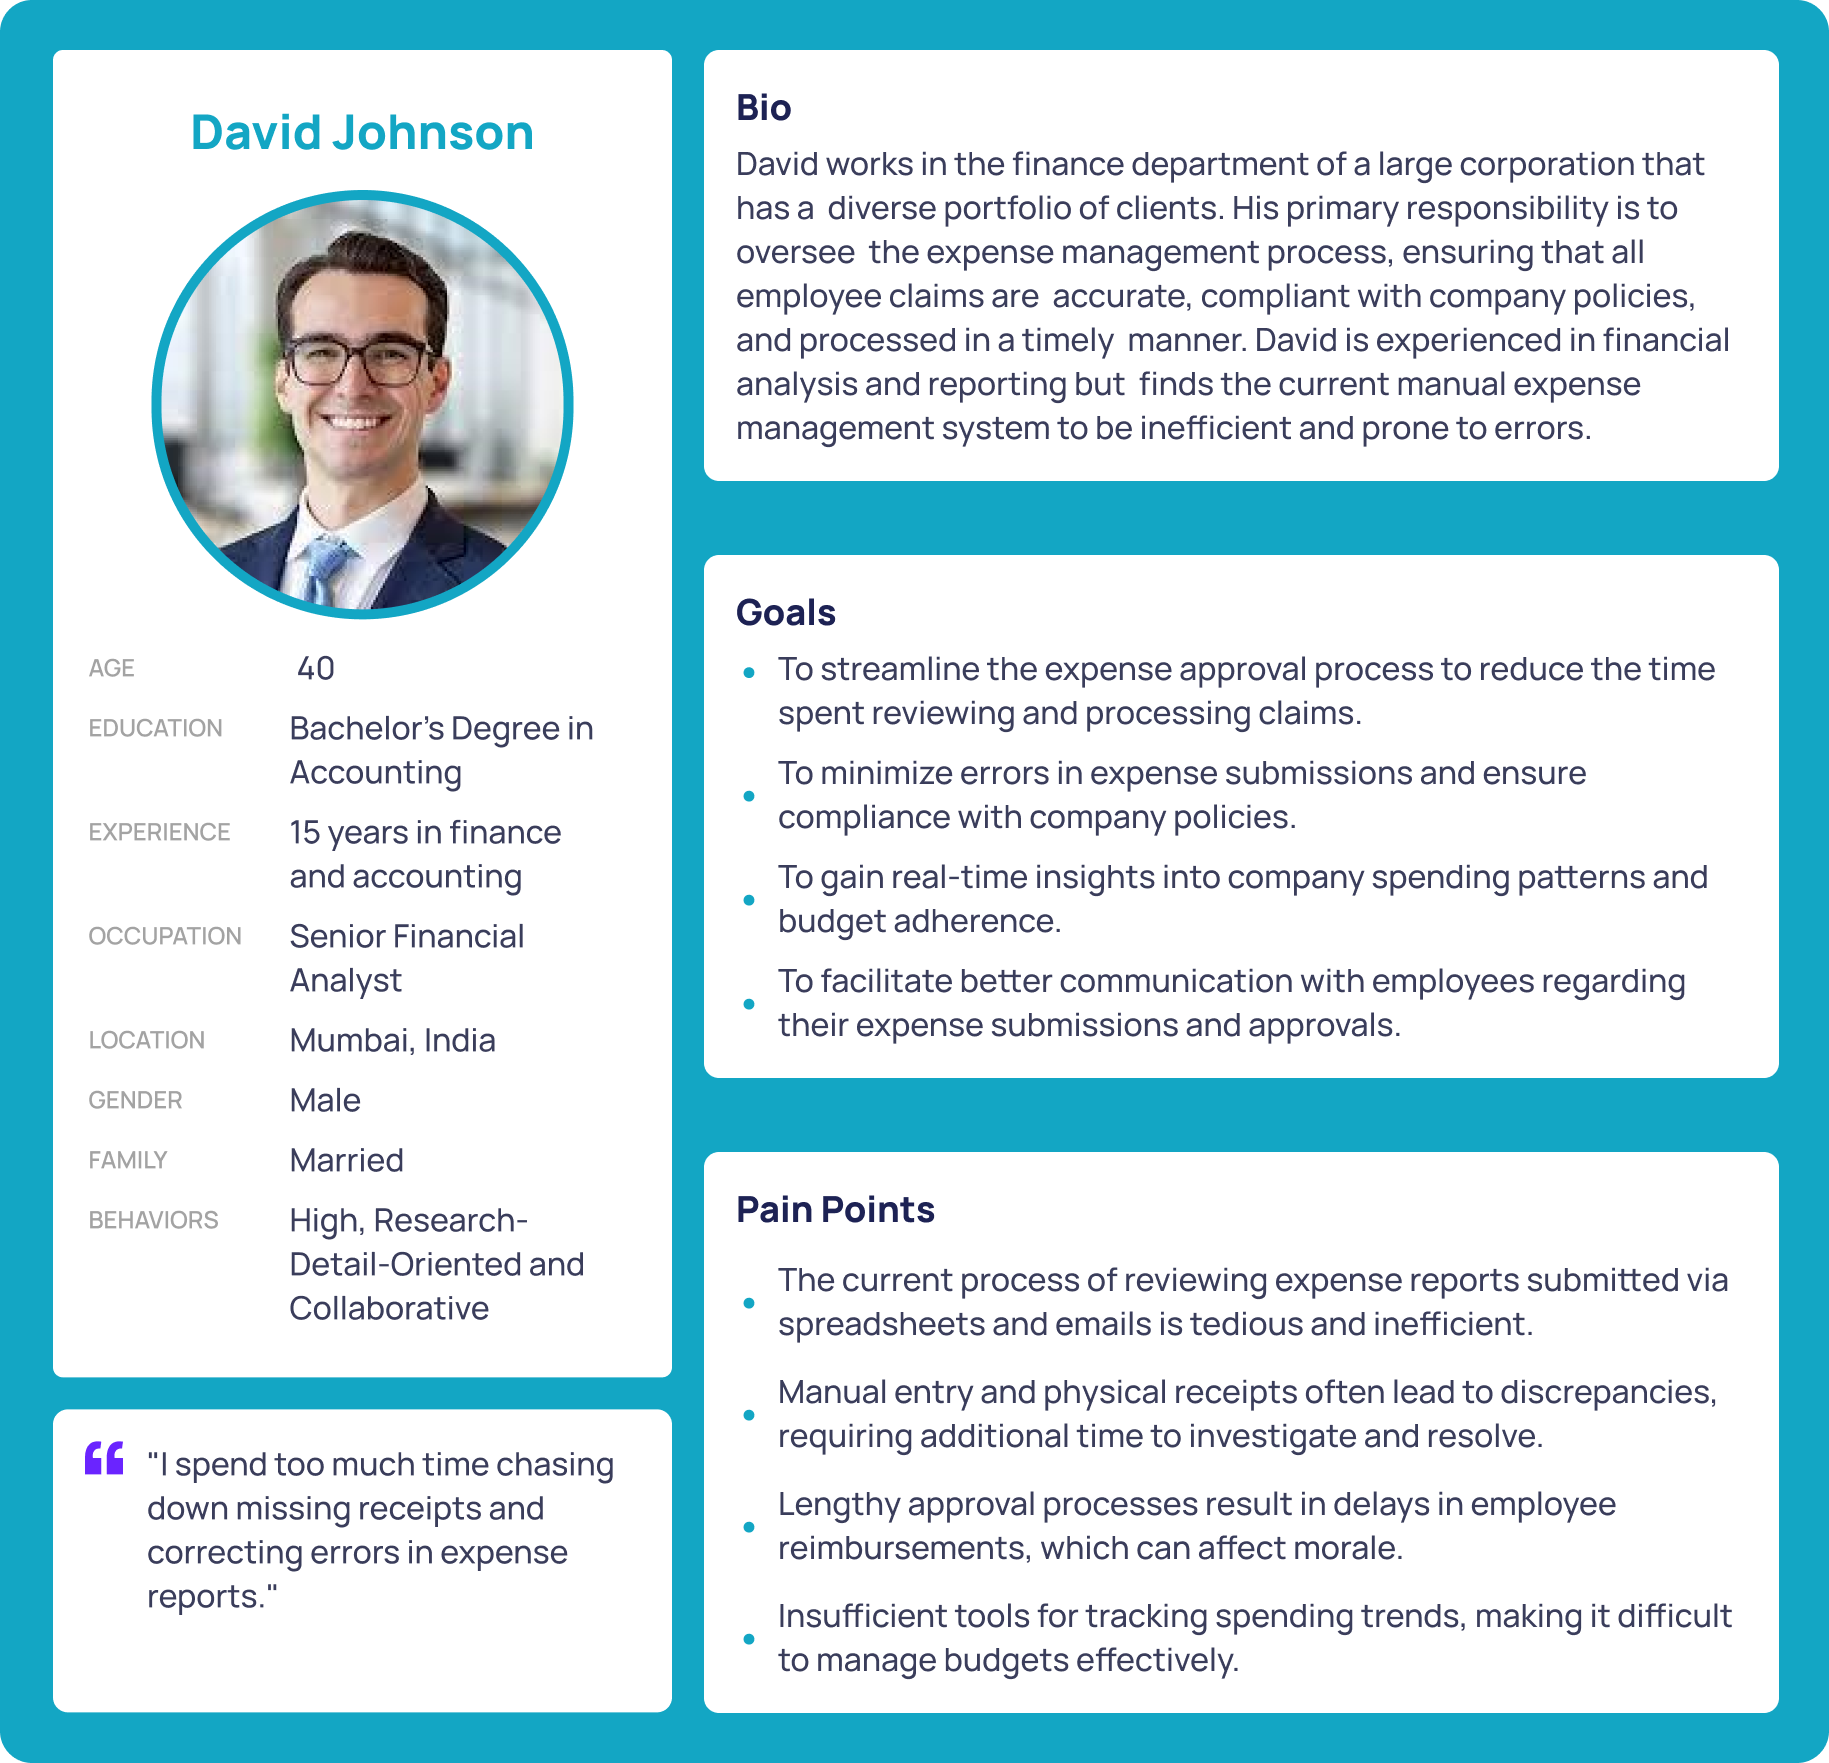 David Johnson
AGE 40
EDUCATION Bachelor’s Degree in
Accounting
EXPERIENCE 15 years in finance
and accounting
OCCUPATION Senior Financial
Analyst
LOCATION Mumbai, India
GENDER Male
FAMILY Married
BEHAVIORS High, Research-
Detail-Oriented and
Collaborative
"I spend too much time chasing
down missing receipts and
correcting errors in expense
reports."
Bio
David works in the finance department of a large corporation that
has a  diverse portfolio of clients. His primary responsibility is to
oversee  the expense management process, ensuring that all
employee claims are  accurate, compliant with company policies,
and processed in a timely  manner. David is experienced in financial
analysis and reporting but  finds the current manual expense
management system to be inefficient and prone to errors.
Goals
• To streamline the expense approval process to reduce the time
spent reviewing and processing claims.
• To minimize errors in expense submissions and ensure
compliance with company policies.
• To gain real-time insights into company spending patterns and
budget adherence.
• To facilitate better communication with employees regarding
their expense submissions and approvals.
Pain Points
• The current process of reviewing expense reports submitted via
spreadsheets and emails is tedious and inefficient.
• Manual entry and physical receipts often lead to discrepancies,
requiring additional time to investigate and resolve.
• Lengthy approval processes result in delays in employee
reimbursements, which can affect morale.
• Insufficient tools for tracking spending trends, making it difficult
to manage budgets effectively.